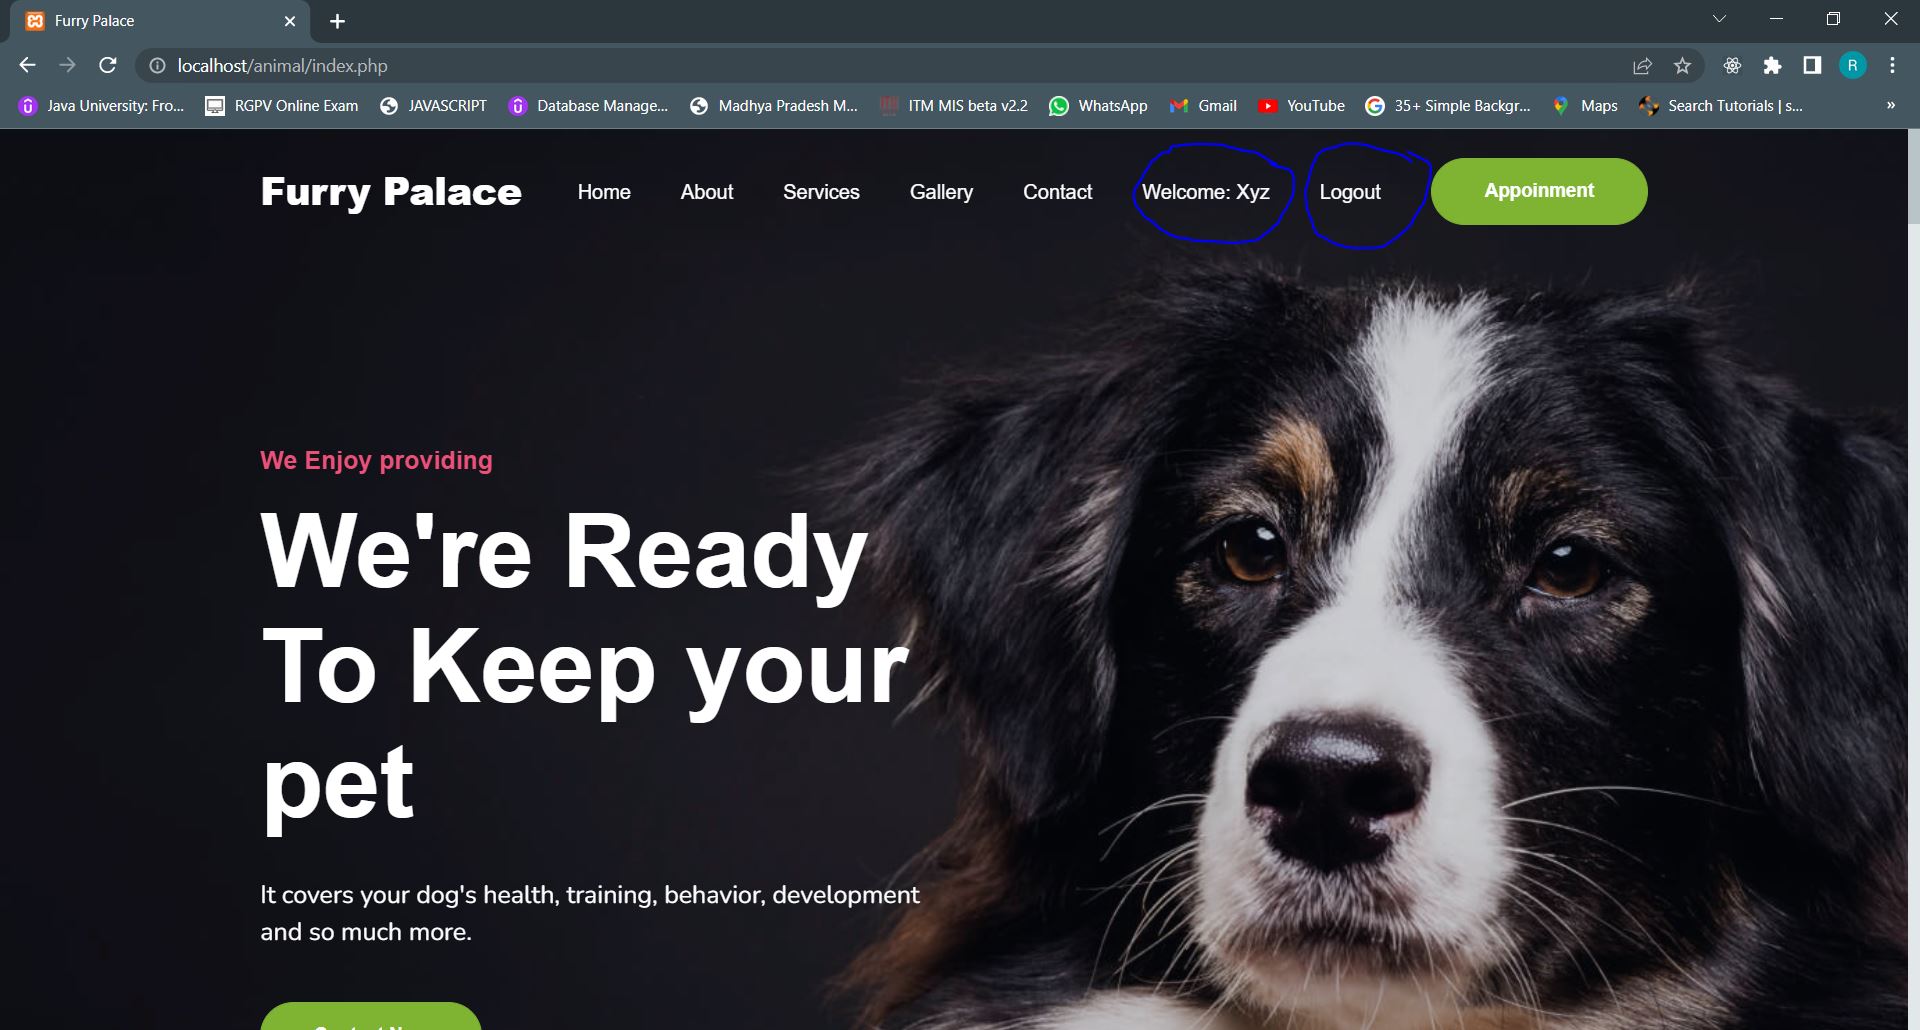 Furry Palace
localhost/animal/index.php
R
Java University: Fro... RGPV Online Exam JAVASCRIPT Database Manage... Madhya Pradesh M... ITM MIS beta v2.2 WhatsApp Gmail YouTube 35+ Simple Backgr... Maps Search Tutorials | s... »
Furry Palace Home About Services Gallery Contact Welcome: Xyz Logout Appoinment
We Enjoy providing
We're Ready
To Keep your
pet
It covers your dog's health, training, behavior, development
and so much more.